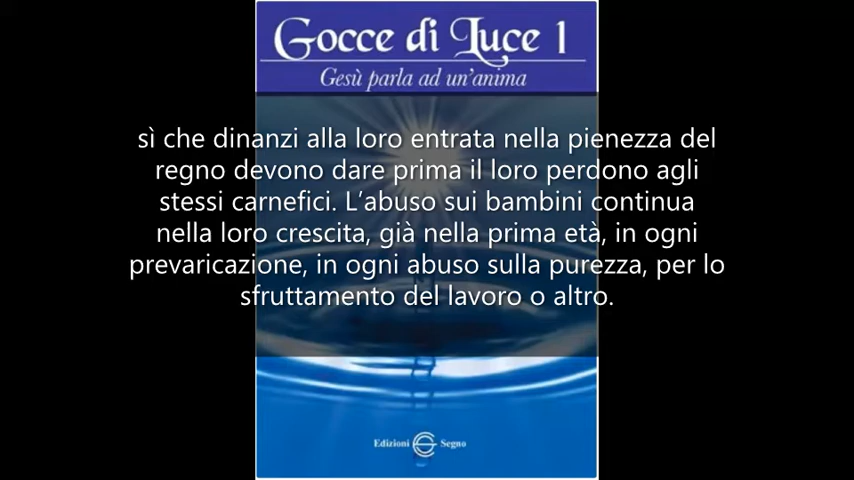 Gocce di Luce 1
Gesù parla ad un'anima
sì che dinanzi alla loro entrata nella pienezza del
regno devono dare prima il loro perdono agli
stessi carnefici. L'abuso sui bambini continua
nella loro crescita, già nella prima età, in ogni
prevaricazione, in ogni abuso sulla purezza, per lo
sfruttamento del lavoro o altro.
Edizioni Segno